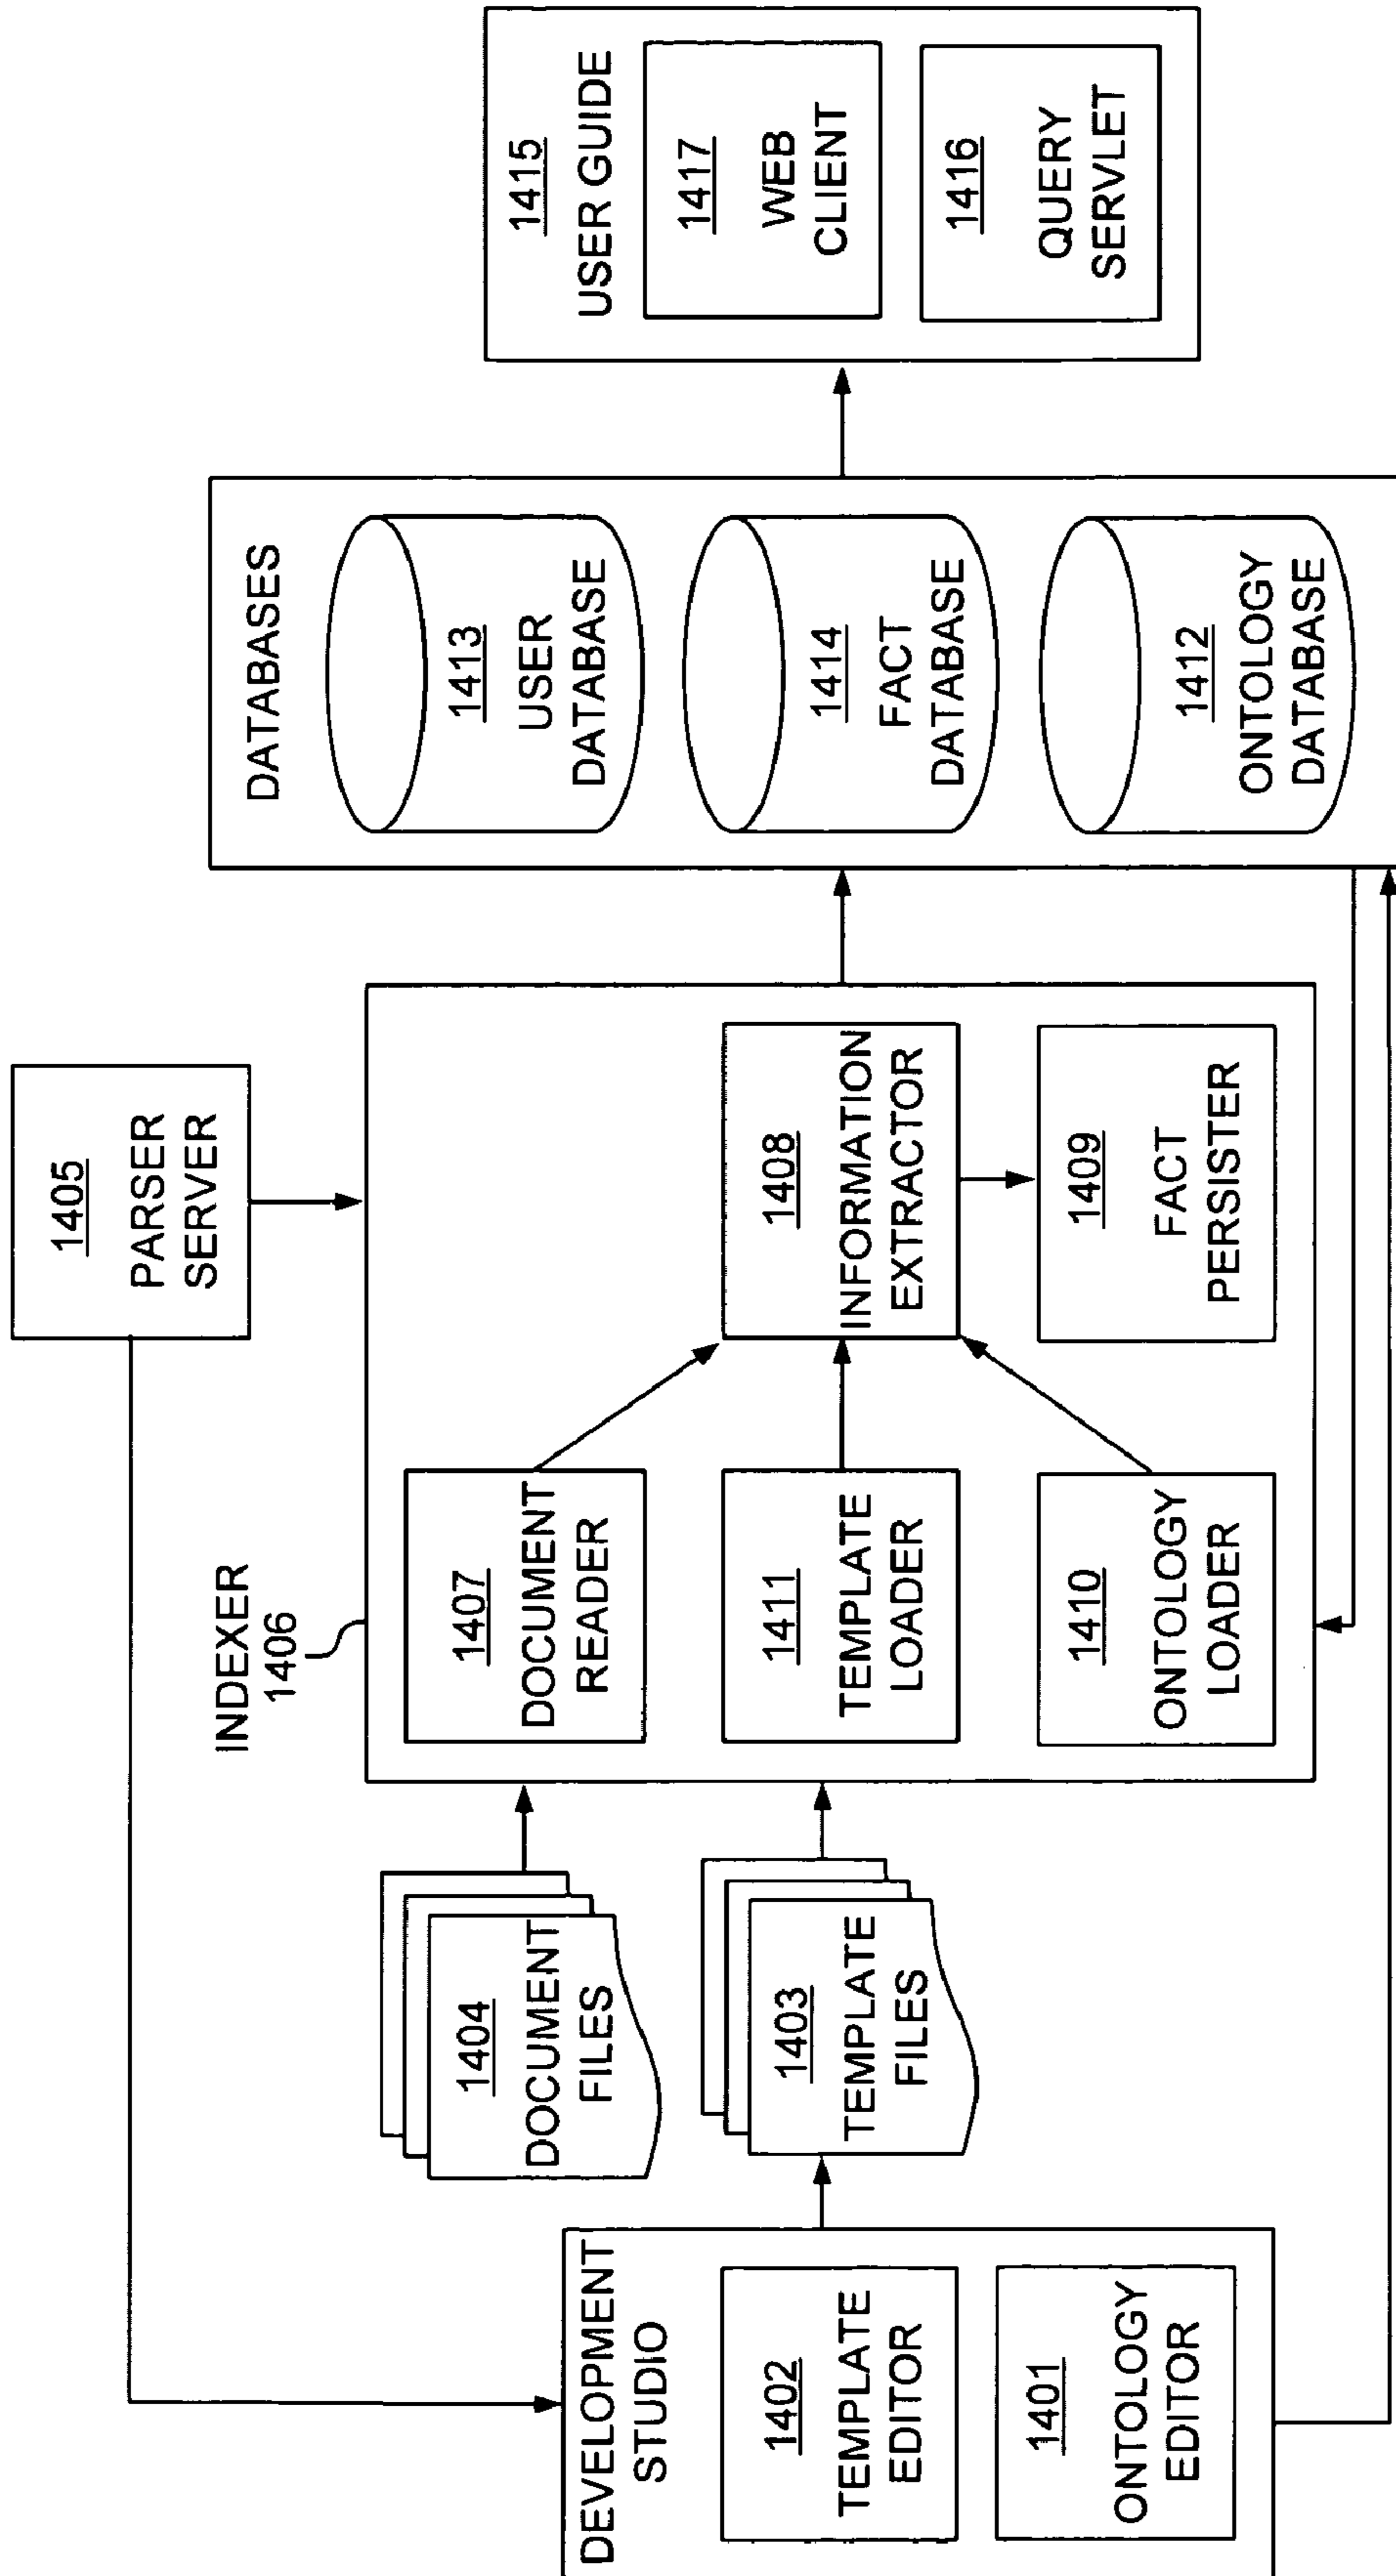 1405
PARSER
SERVER
INDEXER
1406
DATABASES
1413
USER
DATABASE
1414
FACT
DATABASE
1412
ONTOLOGY
DATABASE
1415
USER GUIDE
1417
WEB
CLIENT
1416
QUERY
SERVLET
1404
DOCUMENT
FILES
1403
TEMPLATE
FILES
1407
DOCUMENT
READER
1411
TEMPLATE
LOADER
1410
ONTOLOGY
LOADER
1408
INFORMATION
EXTRACTOR
1409
FACT
PERSISTER
DEVELOPMENT
STUDIO
1402
TEMPLATE
EDITOR
1401
ONTOLOGY
EDITOR